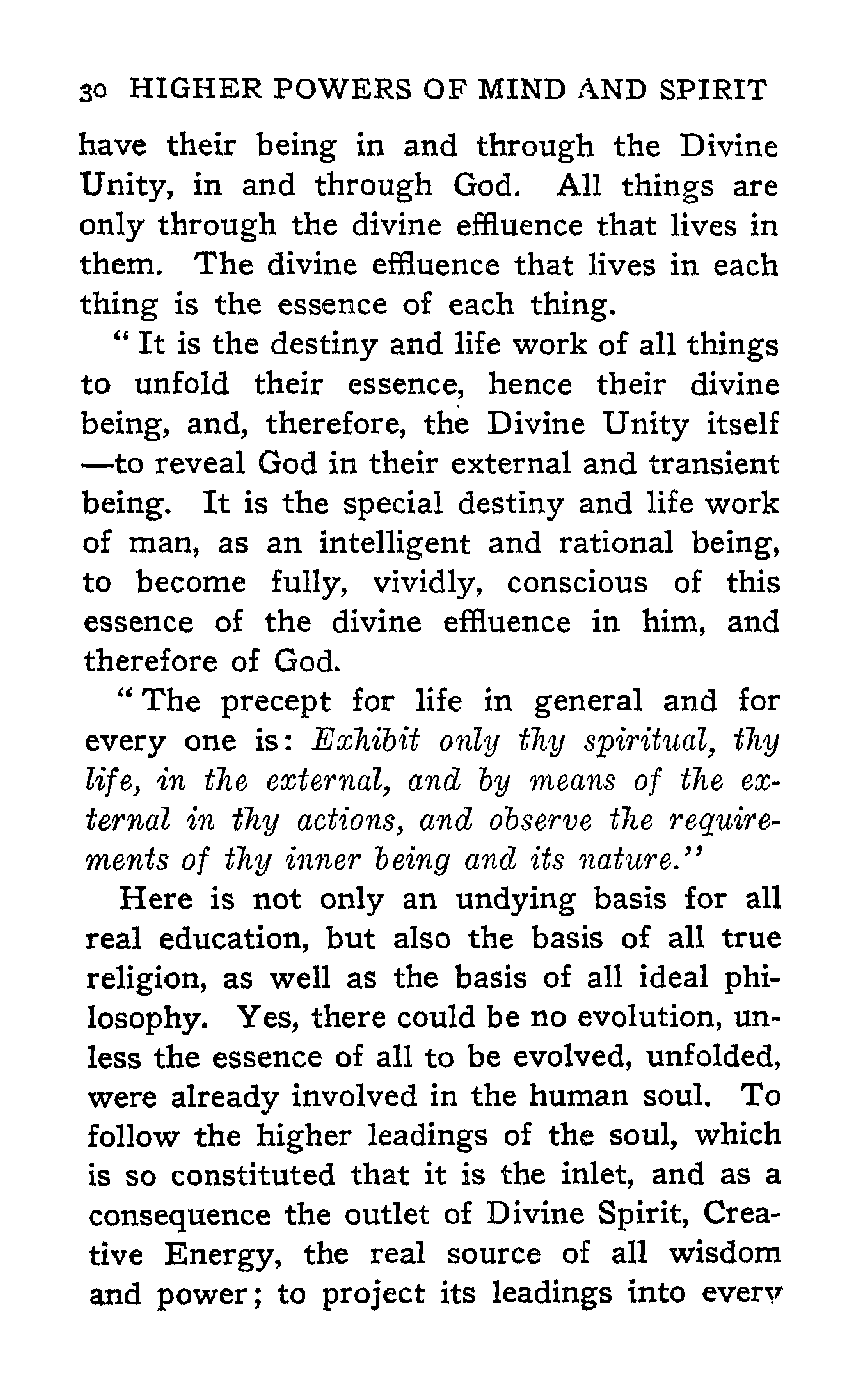 30 HIGHER POWERS OF MIND AND SPIRIT
have their being in and through the Divine
Unity, in and through God. All things are
only through the divine effluence that lives in
them. The divine effluence that lives in each
thing is the essence of each thing.
“ It is the destiny and life work of all things
to unfold their essence, hence their divine
being, and, therefore, the Divine Unity itself
—to reveal God in their external and transient
being. It is the special destiny and life work
of man, as an intelligent and rational being,
to become fully, vividly, conscious of this
essence of the divine effluence in him, and
therefore of God.
“ The precept for life in general and for
every one is: Exhibit only thy spiritual, thy
life, in the external, and by means of the ex-
ternal in thy actions, and observe the require-
ments of thy inner being and its nature.”
Here is not only an undying basis for all
real education, but also the basis of all true
religion, as well as the basis of all ideal phi-
losophy. Yes, there could be no evolution, un-
less the essence of all to be evolved, unfolded,
were already involved in the human soul. To
follow the higher leadings of the soul, which
is so constituted that it is the inlet, and as a
consequence the outlet of Divine Spirit, Crea-
tive Energy, the real source of all wisdom
and power; to project its leadings into every